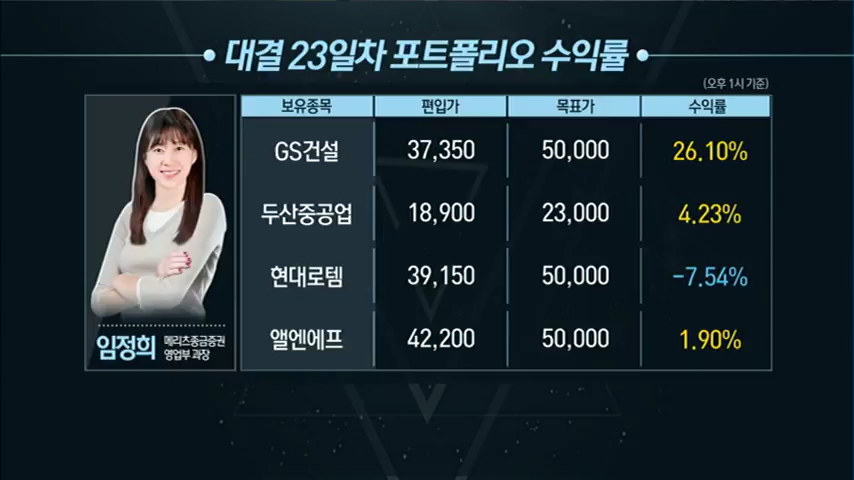 대결 23일차 포트폴리오 수익률
(오후 1시 기준)
보유종목 편입가 목표가 수익률
GS건설 37,350 50,000 26.10%
두산중공업 18,900 23,000 4.23%
현대로템 39,150 50,000 -7.54%
앨엔에프 42,200 50,000 1.90%
임정희 메리츠종금증권
영업부 과장